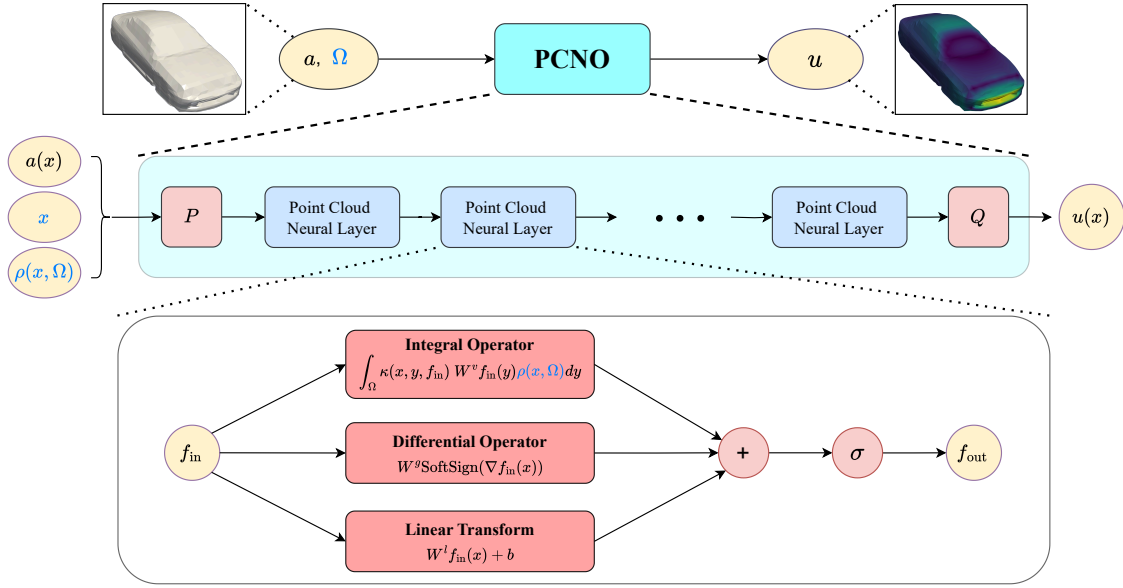 a, Ω
PCNO
u
a(x)
x
ρ(x, Ω)
P
Point Cloud
Neural Layer
Point Cloud
Neural Layer
• • •
Point Cloud
Neural Layer
Q
u(x)
Integral Operator
∫_Ω κ(x, y, f_in) W^v f_in(y)ρ(x, Ω)dy
f_in
Differential Operator
W^g SoftSign(∇f_in(x))
+
σ
f_out
Linear Transform
W^l f_in(x) + b